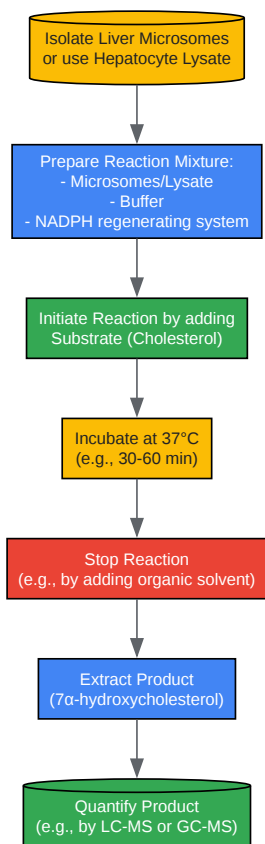 Isolate Liver Microsomes
or use Hepatocyte Lysate
Prepare Reaction Mixture:
- Microsomes/Lysate
- Buffer
- NADPH regenerating system
Initiate Reaction by adding
Substrate (Cholesterol)
Incubate at 37°C
(e.g., 30-60 min)
Stop Reaction
(e.g., by adding organic solvent)
Extract Product
(7α-hydroxycholesterol)
Quantify Product
(e.g., by LC-MS or GC-MS)